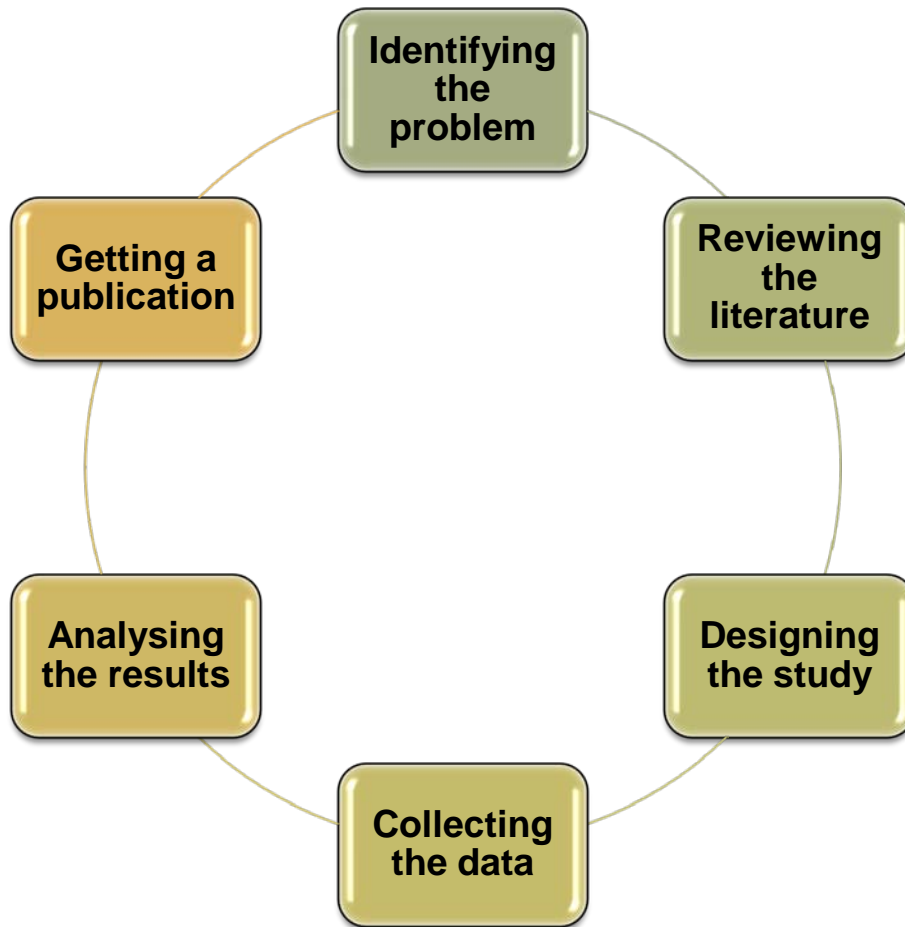 Identifying
the
problem
Reviewing
the
literature
Designing
the study
Collecting
the data
Analysing
the results
Getting a
publication